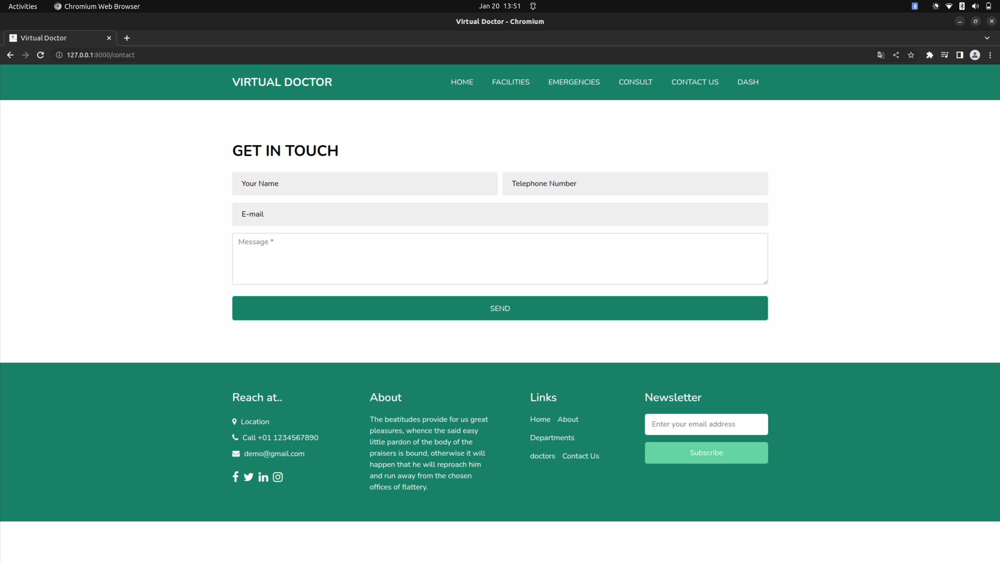 Activities Chromium Web Browser Jan 20 13:51
Virtual Doctor - Chromium
Virtual Doctor
127.0.0.1:8000/contact
VIRTUAL DOCTOR HOME FACILITIES EMERGENCIES CONSULT CONTACT US DASH
GET IN TOUCH
Your Name Telephone Number
E-mail
Message *
SEND
Reach at..
Location
Call +01 1234567890
demo@gmail.com
About
The beatitudes provide for us great
pleasures, whence the said easy
little pardon of the body of the
praisers is bound, otherwise it will
happen that he will reproach him
and run away from the chosen
offices of flattery.
Links
Home About
Departments
doctors Contact Us
Newsletter
Enter your email address
Subscribe